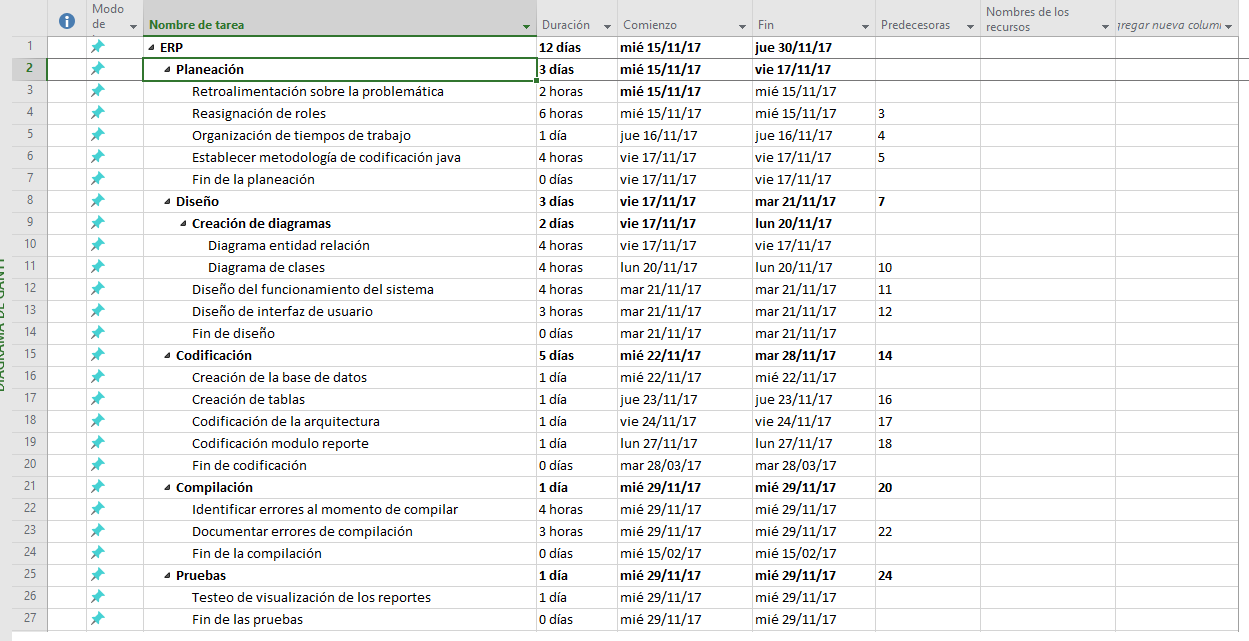 Modo de
Nombre de tarea Duración Comienzo Fin Predecesoras Nombres de los recursos gregar nueva colum
1 ERP 12 días mié 15/11/17 jue 30/11/17
2 Planeación 3 días mié 15/11/17 vie 17/11/17
3 Retroalimentación sobre la problemática 2 horas mié 15/11/17 mié 15/11/17
4 Reasignación de roles 6 horas mié 15/11/17 mié 15/11/17 3
5 Organización de tiempos de trabajo 1 día jue 16/11/17 jue 16/11/17 4
6 Establecer metodología de codificación java 4 horas vie 17/11/17 vie 17/11/17 5
7 Fin de la planeación 0 días vie 17/11/17 vie 17/11/17
8 Diseño 3 días vie 17/11/17 mar 21/11/17 7
9 Creación de diagramas 2 días vie 17/11/17 lun 20/11/17
10 Diagrama entidad relación 4 horas vie 17/11/17 vie 17/11/17
11 Diagrama de clases 4 horas lun 20/11/17 lun 20/11/17 10
12 Diseño del funcionamiento del sistema 4 horas mar 21/11/17 mar 21/11/17 11
13 Diseño de interfaz de usuario 3 horas mar 21/11/17 mar 21/11/17 12
14 Fin de diseño 0 días mar 21/11/17 mar 21/11/17
15 Codificación 5 días mié 22/11/17 mar 28/11/17 14
16 Creación de la base de datos 1 día mié 22/11/17 mié 22/11/17
17 Creación de tablas 1 día jue 23/11/17 jue 23/11/17 16
18 Codificación de la arquitectura 1 día vie 24/11/17 vie 24/11/17 17
19 Codificación modulo reporte 1 día lun 27/11/17 lun 27/11/17 18
20 Fin de codificación 0 días mar 28/03/17 mar 28/03/17
21 Compilación 1 día mié 29/11/17 mié 29/11/17 20
22 Identificar errores al momento de compilar 4 horas mié 29/11/17 mié 29/11/17
23 Documentar errores de compilación 3 horas mié 29/11/17 mié 29/11/17 22
24 Fin de la compilación 0 días mié 15/02/17 mié 15/02/17
25 Pruebas 1 día mié 29/11/17 mié 29/11/17 24
26 Testeo de visualización de los reportes 1 día mié 29/11/17 mié 29/11/17
27 Fin de las pruebas 0 días mié 29/11/17 mié 29/11/17